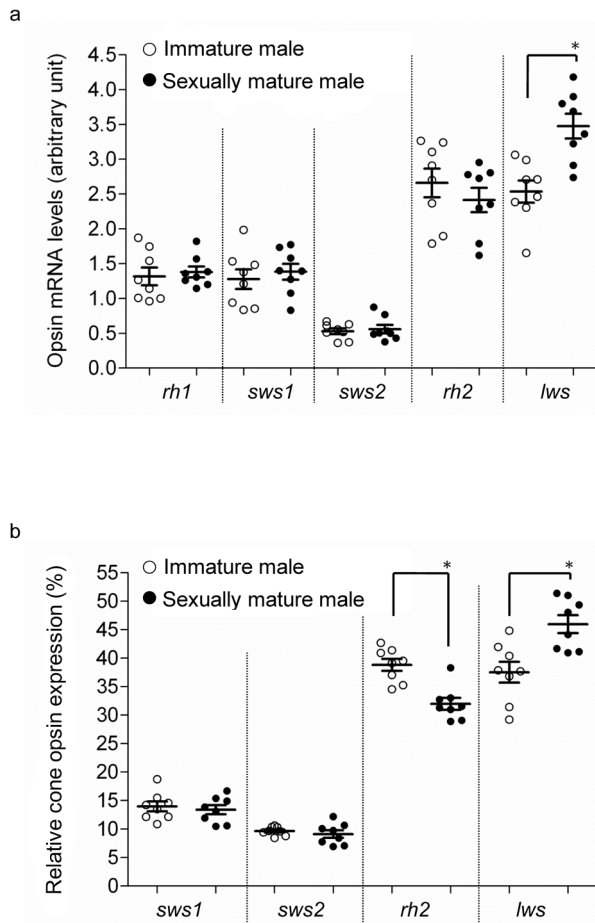 a
Opsin mRNA levels (arbitrary unit)
4.5
4.0
3.5
3.0
2.5
2.0
1.5
1.0
0.5
0.0
Immature male
Sexually mature male
*
rh1 sws1 sws2 rh2 lws
b
Relative cone opsin expression (%)
55
50
45
40
35
30
25
20
15
10
5
0
Immature male
Sexually mature male
* *
sws1 sws2 rh2 lws